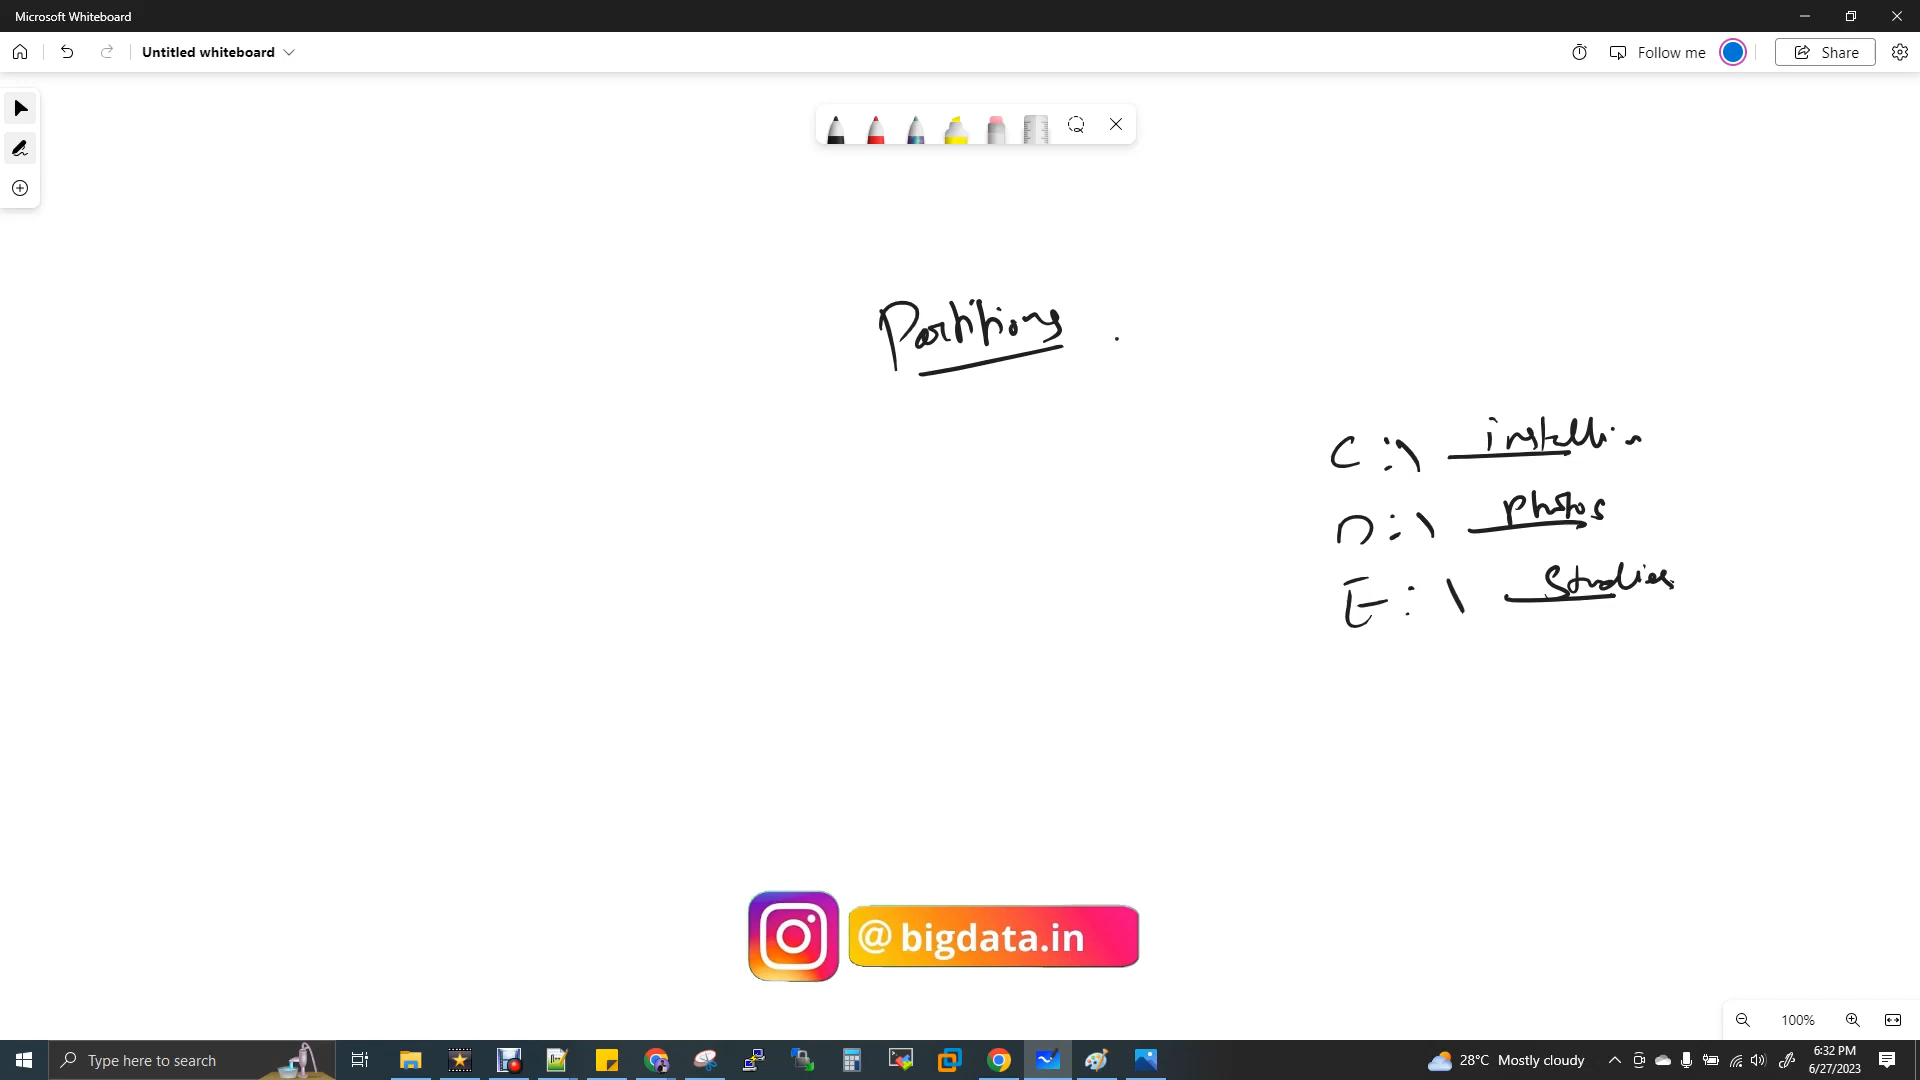 Microsoft Whiteboard
Untitled whiteboard
Follow me
Share
Partitions
C:\ installin
D:\ photos
E:\ Studies
@ bigdata.in
100%
Type here to search
28°C Mostly cloudy
6:32 PM
6/27/2023